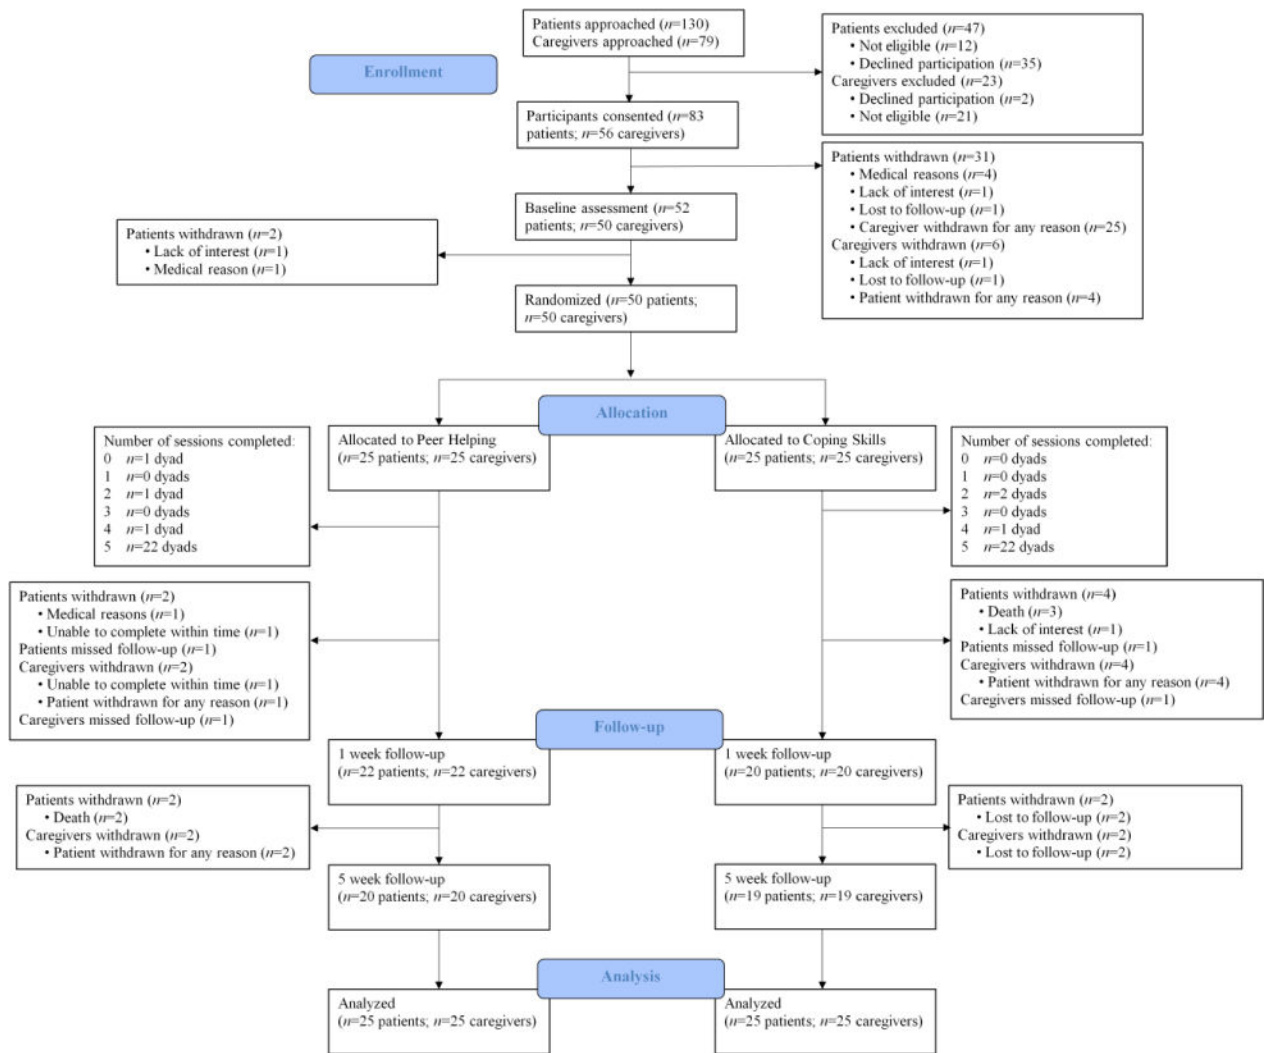 Patients approached (n=130)
Caregivers approached (n=79)
Patients excluded (n=47)
• Not eligible (n=12)
• Declined participation (n=35)
Caregivers excluded (n=23)
• Declined participation (n=2)
• Not eligible (n=21)
Enrollment
Participants consented (n=83
patients; n=56 caregivers)
Patients withdrawn (n=31)
• Medical reasons (n=4)
• Lack of interest (n=1)
• Lost to follow-up (n=1)
• Caregiver withdrawn for any reason (n=25)
Caregivers withdrawn (n=6)
• Lack of interest (n=1)
• Lost to follow-up (n=1)
• Patient withdrawn for any reason (n=4)
Baseline assessment (n=52
patients; n=50 caregivers)
Patients withdrawn (n=2)
• Lack of interest (n=1)
• Medical reason (n=1)
Randomized (n=50 patients;
n=50 caregivers)
Allocation
Number of sessions completed:
0 n=1 dyad
1 n=0 dyads
2 n=1 dyad
3 n=0 dyads
4 n=1 dyad
5 n=22 dyads
Allocated to Peer Helping
(n=25 patients; n=25 caregivers)
Allocated to Coping Skills
(n=25 patients; n=25 caregivers)
Number of sessions completed:
0 n=0 dyads
1 n=0 dyads
2 n=2 dyads
3 n=0 dyads
4 n=1 dyad
5 n=22 dyads
Patients withdrawn (n=2)
• Medical reasons (n=1)
• Unable to complete within time (n=1)
Patients missed follow-up (n=1)
Caregivers withdrawn (n=2)
• Unable to complete within time (n=1)
• Patient withdrawn for any reason (n=1)
Caregivers missed follow-up (n=1)
Patients withdrawn (n=4)
• Death (n=3)
• Lack of interest (n=1)
Patients missed follow-up (n=1)
Caregivers withdrawn (n=4)
• Patient withdrawn for any reason (n=4)
Caregivers missed follow-up (n=1)
Follow-up
1 week follow-up
(n=22 patients; n=22 caregivers)
1 week follow-up
(n=20 patients; n=20 caregivers)
Patients withdrawn (n=2)
• Death (n=2)
Caregivers withdrawn (n=2)
• Patient withdrawn for any reason (n=2)
Patients withdrawn (n=2)
• Lost to follow-up (n=2)
Caregivers withdrawn (n=2)
• Lost to follow-up (n=2)
5 week follow-up
(n=20 patients; n=20 caregivers)
5 week follow-up
(n=19 patients; n=19 caregivers)
Analysis
Analyzed
(n=25 patients; n=25 caregivers)
Analyzed
(n=25 patients; n=25 caregivers)